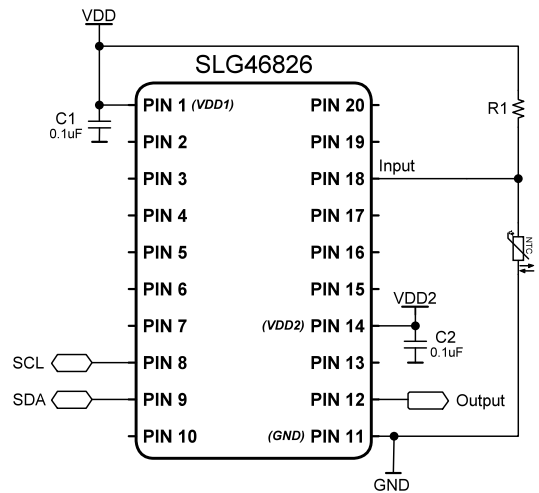 VDD
SLG46826
PIN 1 (VDD1)
PIN 20
C1
0.1uF
R1
PIN 2
PIN 19
PIN 3
PIN 18
Input
PIN 4
PIN 17
PIN 5
PIN 16
NTC
PIN 6
PIN 15
VDD2
PIN 7
(VDD2) PIN 14
C2
0.1uF
SCL
PIN 8
PIN 13
SDA
PIN 9
PIN 12
Output
PIN 10
(GND) PIN 11
GND